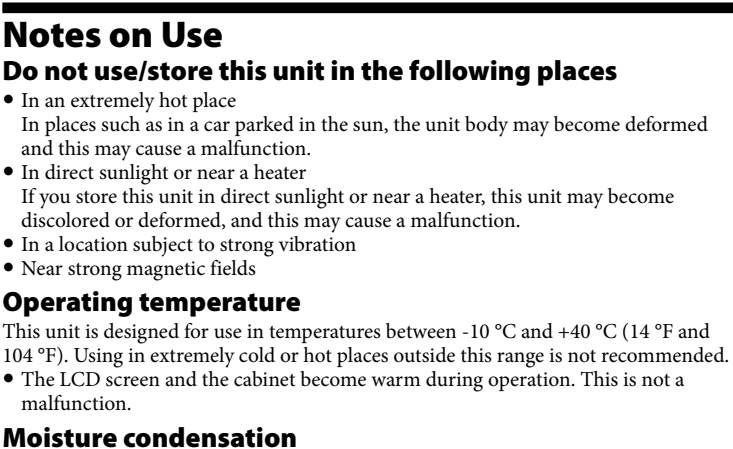 Notes on Use
Do not use/store this unit in the following places
• In an extremely hot place
In places such as in a car parked in the sun, the unit body may become deformed
and this may cause a malfunction.
• In direct sunlight or near a heater
If you store this unit in direct sunlight or near a heater, this unit may become
discolored or deformed, and this may cause a malfunction.
• In a location subject to strong vibration
• Near strong magnetic fields
Operating temperature
This unit is designed for use in temperatures between -10 °C and +40 °C (14 °F and
104 °F). Using in extremely cold or hot places outside this range is not recommended.
• The LCD screen and the cabinet become warm during operation. This is not a
malfunction.
Moisture condensation